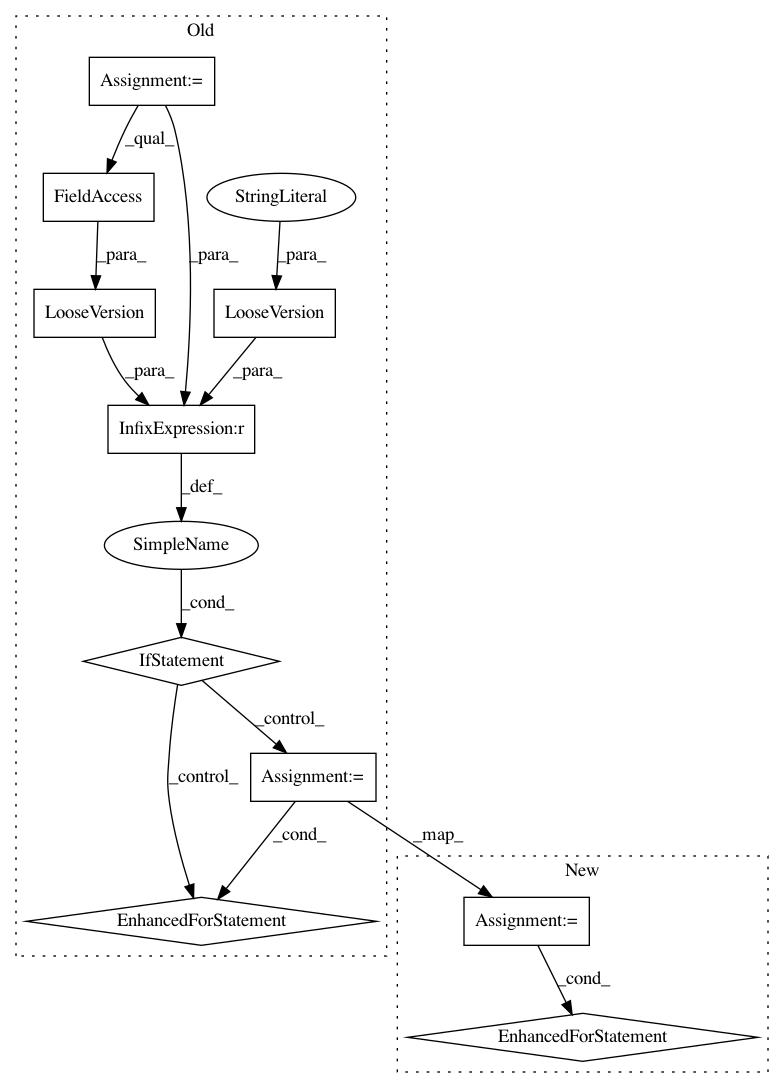 Old
Assignment:=
_qual_
FieldAccess
StringLiteral
_para_
_para_
_para_
LooseVersion
LooseVersion
_para_
_para_
InfixExpression:r
_def_
SimpleName
_cond_
IfStatement
_control_
_control_
Assignment:=
_cond_
_map_
New
EnhancedForStatement
Assignment:=
_cond_
EnhancedForStatement